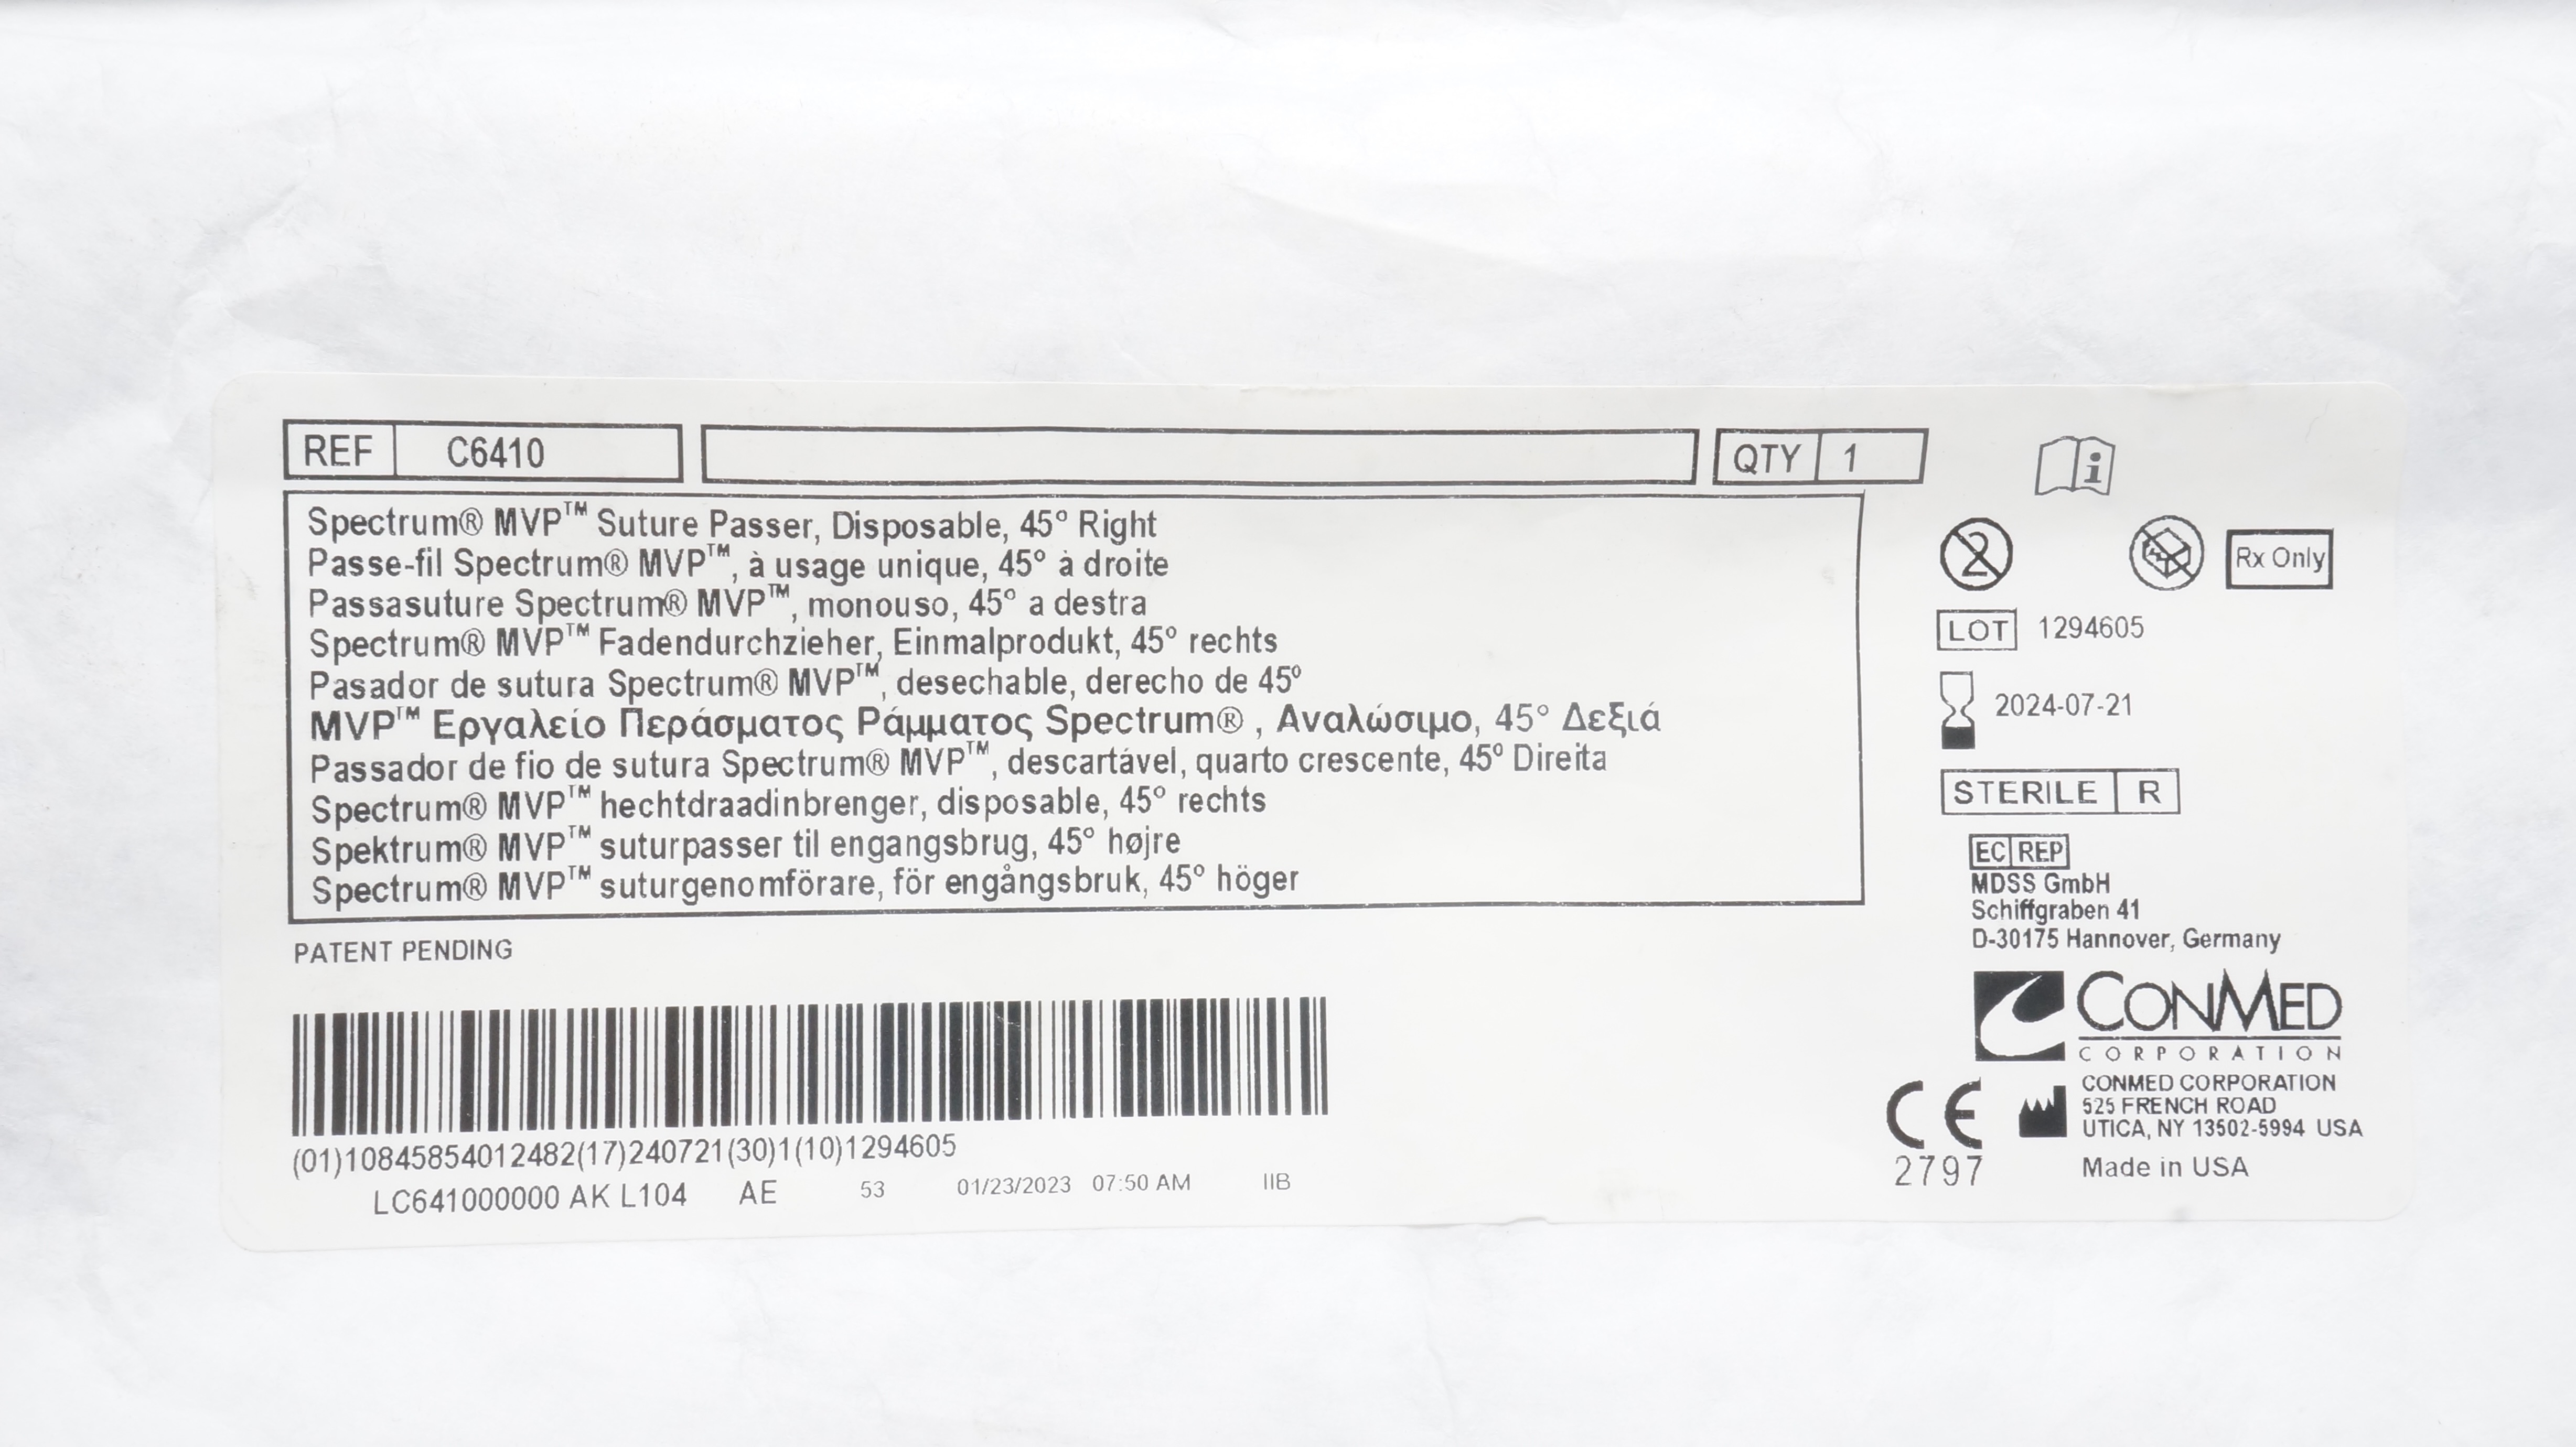 REF C6410 QTY 1
Spectrum® MVP™ Suture Passer, Disposable, 45° Right
Passe-fil Spectrum® MVP™, à usage unique, 45° à droite
Passasuture Spectrum® MVP™, monouso, 45° a destra
Spectrum® MVP™ Fadendurchzieher, Einmalprodukt, 45° rechts
Pasador de sutura Spectrum® MVP™, desechable, derecho de 45°
MVP™ Εργαλείο Περάσματος Ράμματος Spectrum® , Αναλώσιμο, 45° Δεξιά
Passador de fio de sutura Spectrum® MVP™, descartável, quarto crescente, 45° Direita
Spectrum® MVP™ hechtdraadinbrenger, disposable, 45° rechts
Spektrum® MVP™ suturpasser til engangsbrug, 45° højre
Spectrum® MVP™ suturgenomförare, för engångsbruk, 45° höger
PATENT PENDING
(01)10845854012482(17)240721(30)1(10)1294605
LC641000000 AK L104 AE 53 01/23/2023 07:50 AM IIB
i
2
Rx Only
LOT 1294605
2024-07-21
STERILE R
EC REP
MDSS GmbH
Schiffgraben 41
D-30175 Hannover, Germany
CONMED
CORPORATION
CE
2797
CONMED CORPORATION
525 FRENCH ROAD
UTICA, NY 13502-5994 USA
Made in USA